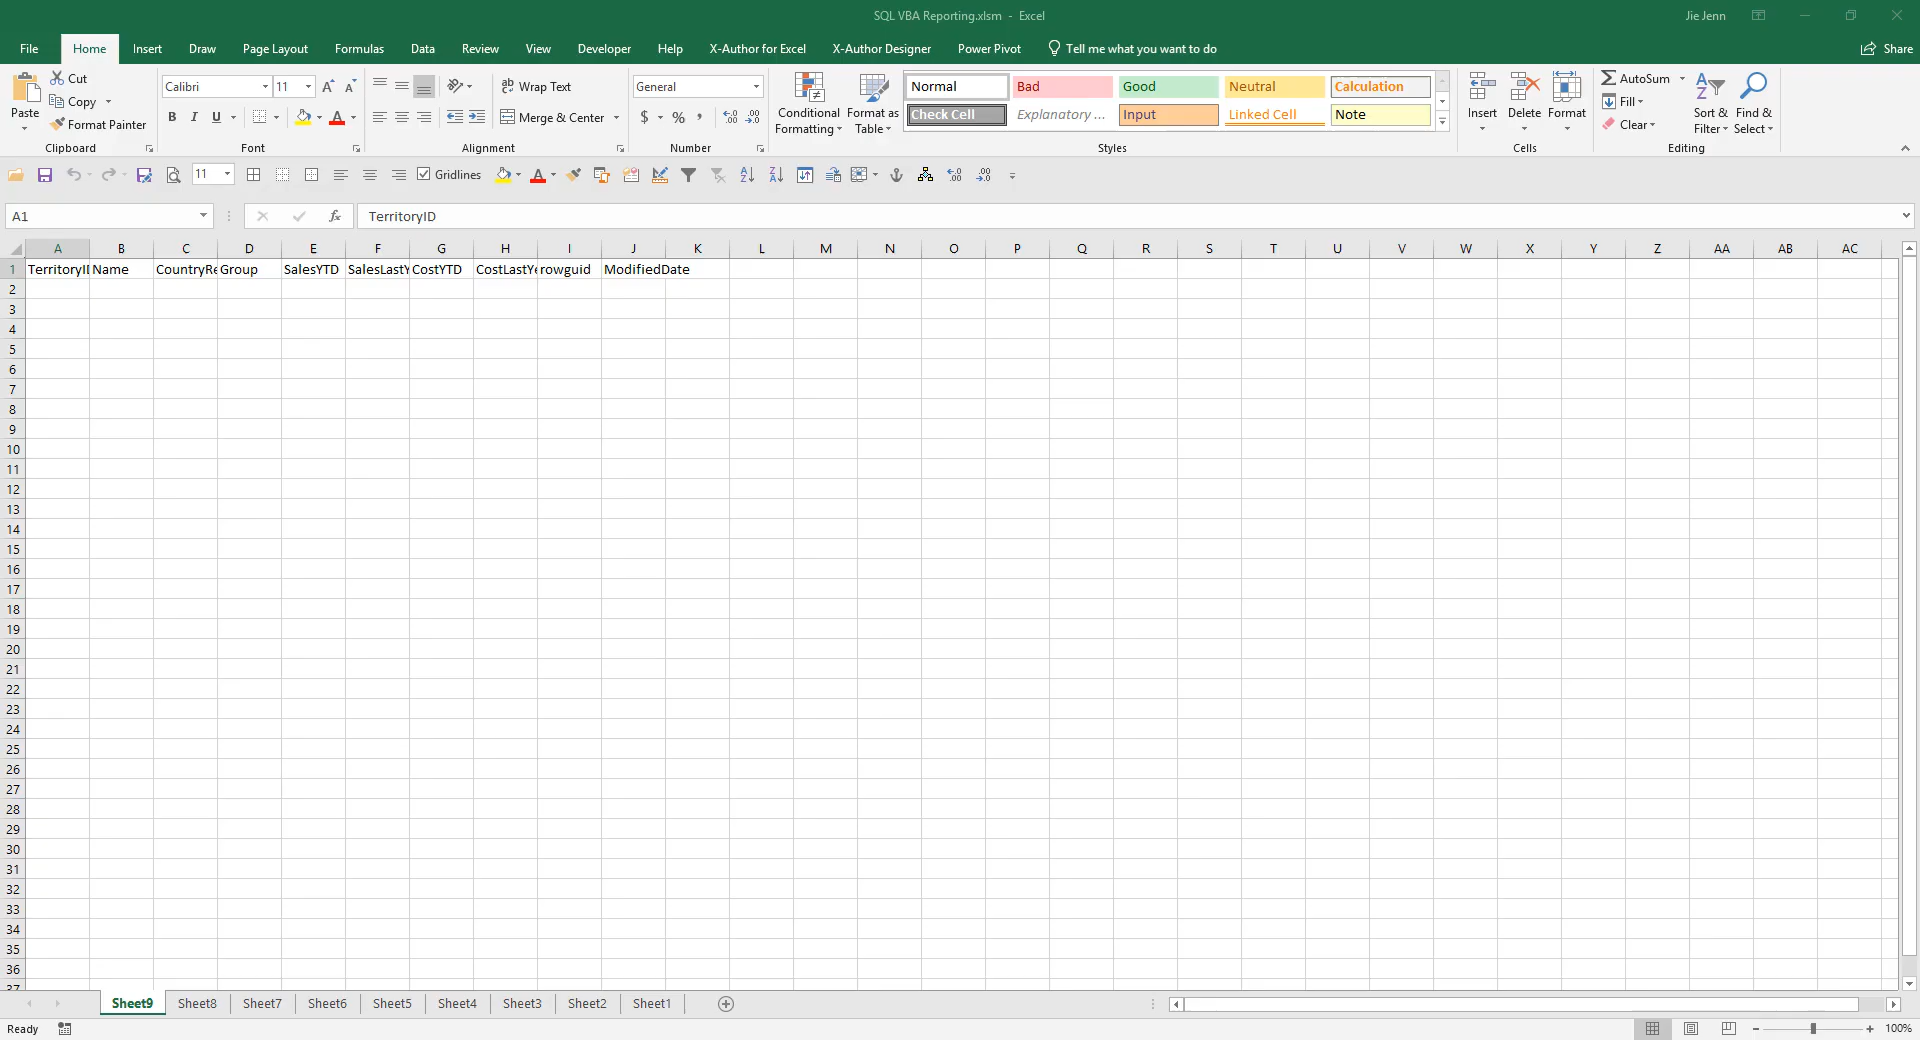 SQL VBA Reporting.xlsm - Excel
Jie Jenn
File Home Insert Draw Page Layout Formulas Data Review View Developer Help X-Author for Excel X-Author Designer Power Pivot Tell me what you want to do Share
Paste
Cut
Copy
Format Painter
Clipboard
Calibri 11
B I U
Font
Wrap Text
Merge & Center
Alignment
General
$ % ,
Number
Conditional Formatting
Format as Table
Normal Bad Good Neutral Calculation
Check Cell Explanatory ... Input Linked Cell Note
Styles
Insert Delete Format
Cells
AutoSum
Fill
Clear
Sort & Filter
Find & Select
Editing
11 Gridlines
A1 fx TerritoryID
A B C D E F G H I J K L M N O P Q R S T U V W X Y Z AA AB AC
1 TerritoryI Name CountryRe Group SalesYTD SalesLastY CostYTD CostLastYe rowguid ModifiedDate
2
3
4
5
6
7
8
9
10
11
12
13
14
15
16
17
18
19
20
21
22
23
24
25
26
27
28
29
30
31
32
33
34
35
36
37
Sheet9 Sheet8 Sheet7 Sheet6 Sheet5 Sheet4 Sheet3 Sheet2 Sheet1
Ready 100%